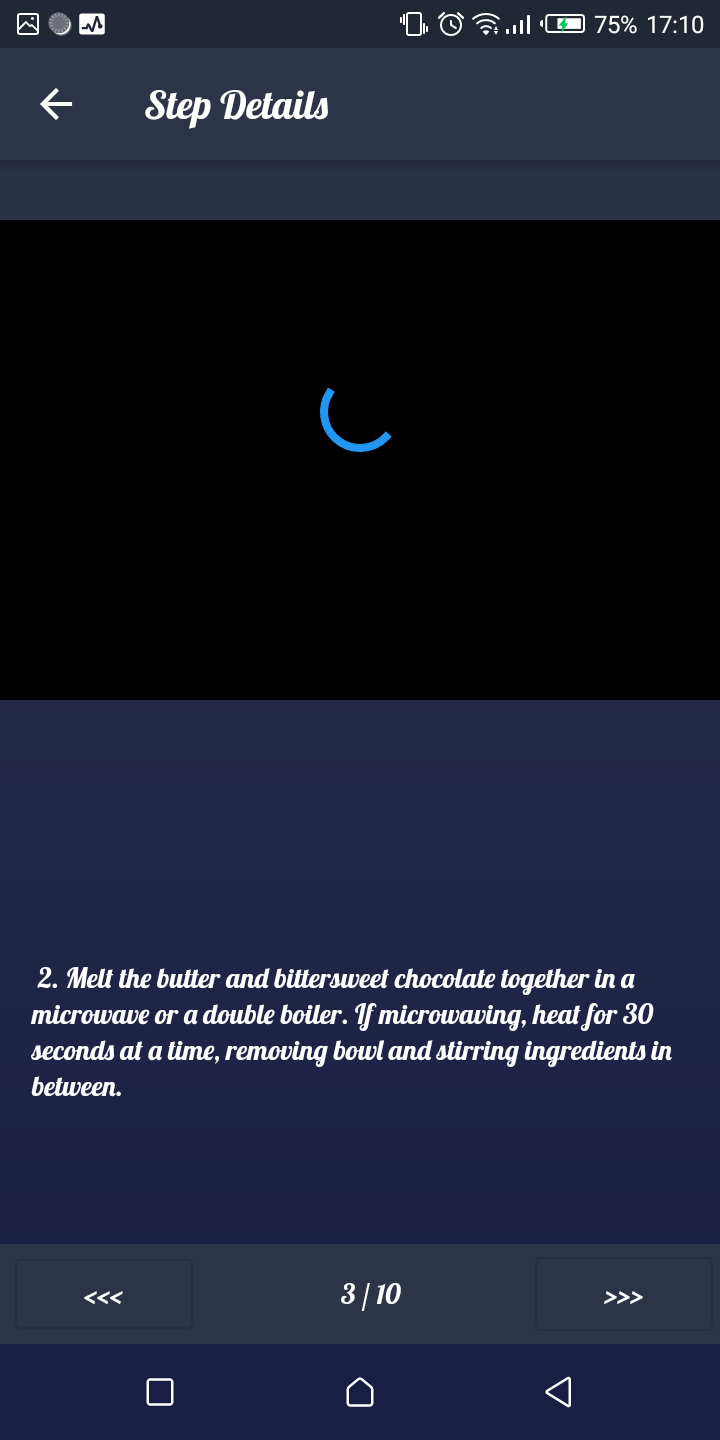 75% 17:10
Step Details
2. Melt the butter and bittersweet chocolate together in a
microwave or a double boiler. If microwaving, heat for 30
seconds at a time, removing bowl and stirring ingredients in
between.
<<< 3 / 10 >>>